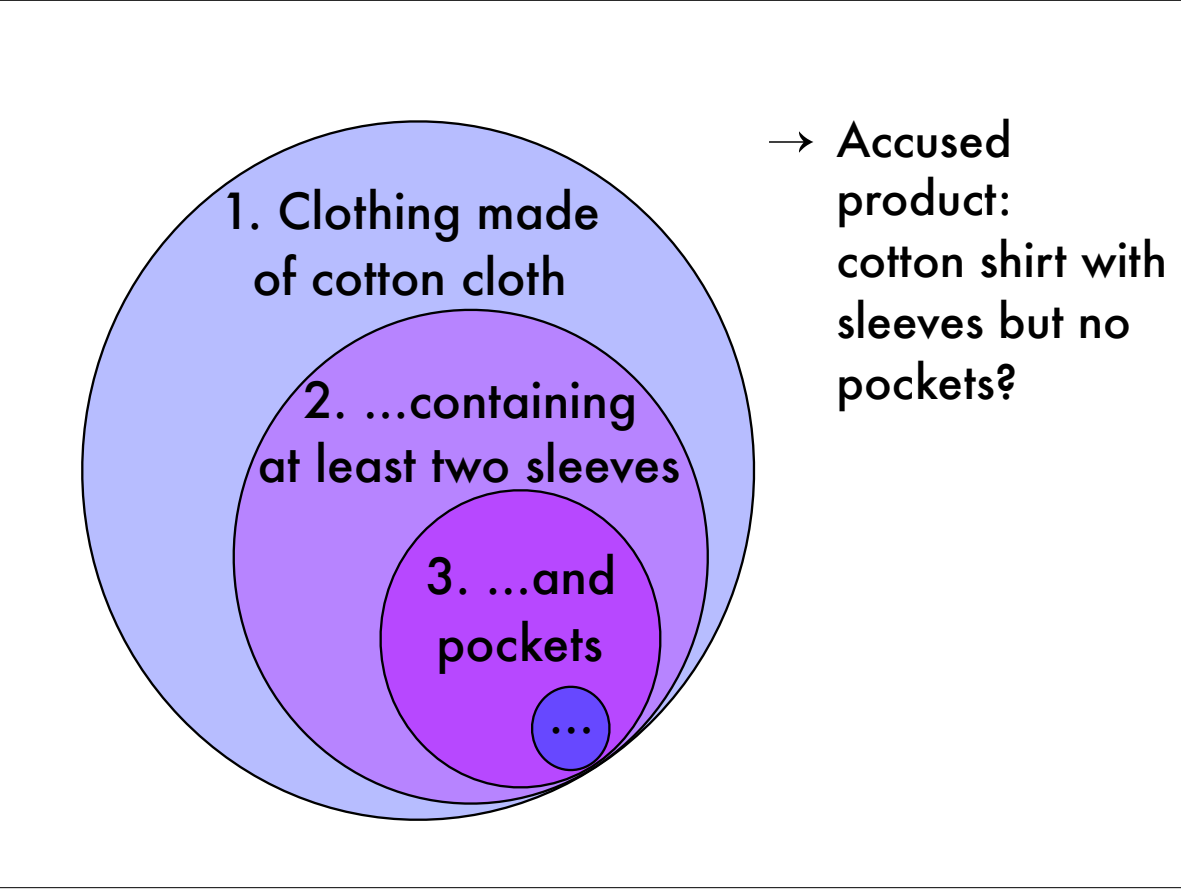 1. Clothing made
of cotton cloth
2. ...containing
at least two sleeves
3. ...and
pockets
...
→ Accused
product:
cotton shirt with
sleeves but no
pockets?